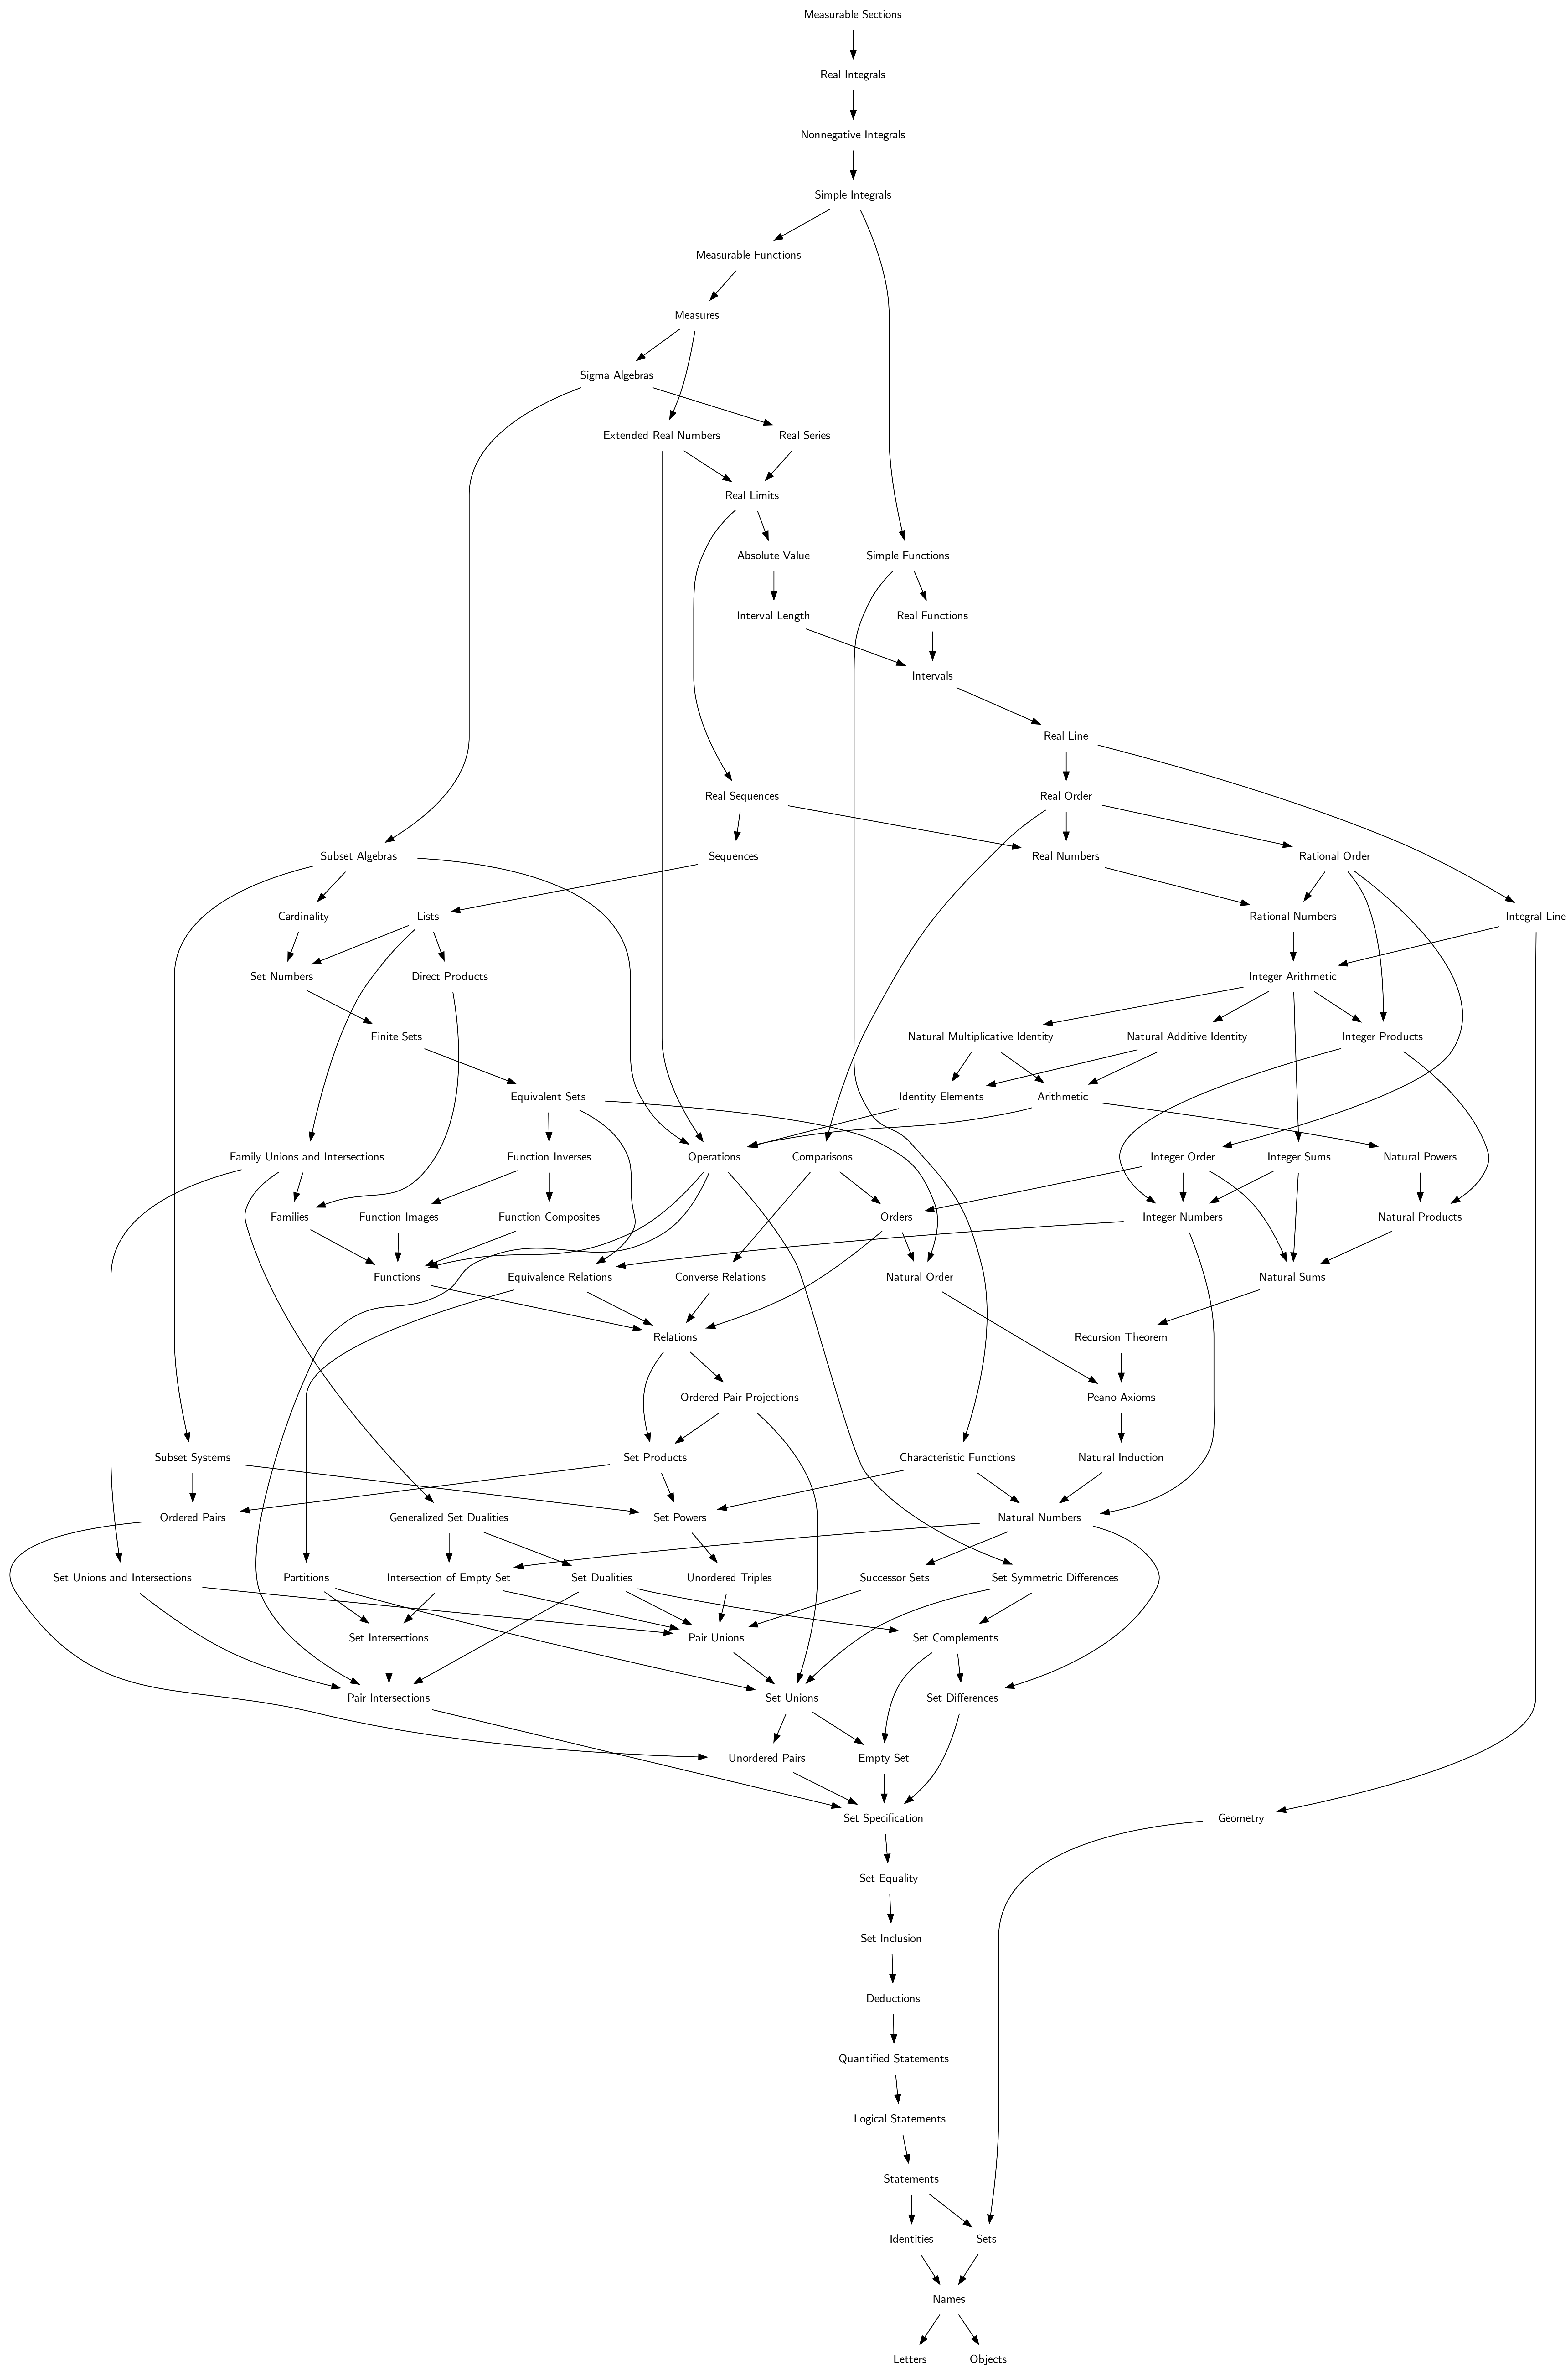 Measurable Sections
Real Integrals
Nonnegative Integrals
Simple Integrals
Measurable Functions
Measures
Sigma Algebras
Extended Real Numbers
Real Series
Real Limits
Absolute Value
Simple Functions
Interval Length
Real Functions
Intervals
Real Line
Real Sequences
Real Order
Subset Algebras
Sequences
Real Numbers
Rational Order
Cardinality
Lists
Rational Numbers
Integral Line
Set Numbers
Direct Products
Integer Arithmetic
Finite Sets
Natural Multiplicative Identity
Natural Additive Identity
Integer Products
Equivalent Sets
Identity Elements
Arithmetic
Family Unions and Intersections
Function Inverses
Operations
Comparisons
Integer Order
Integer Sums
Natural Powers
Families
Function Images
Function Composites
Orders
Integer Numbers
Natural Products
Functions
Equivalence Relations
Converse Relations
Natural Order
Natural Sums
Relations
Recursion Theorem
Ordered Pair Projections
Peano Axioms
Subset Systems
Set Products
Characteristic Functions
Natural Induction
Ordered Pairs
Generalized Set Dualities
Set Powers
Natural Numbers
Set Unions and Intersections
Partitions
Intersection of Empty Set
Set Dualities
Unordered Triples
Successor Sets
Set Symmetric Differences
Set Intersections
Pair Unions
Set Complements
Pair Intersections
Set Unions
Set Differences
Unordered Pairs
Empty Set
Set Specification
Geometry
Set Equality
Set Inclusion
Deductions
Quantified Statements
Logical Statements
Statements
Identities
Sets
Names
Letters
Objects